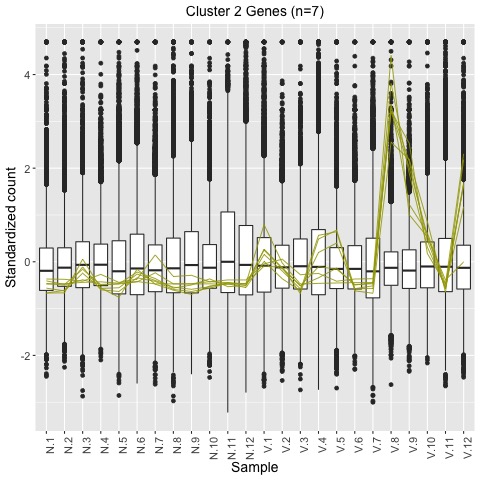 Cluster 2 Genes (n=7)
Standardized count
4
2
0
-2
N.1 N.2 N.3 N.4 N.5 N.6 N.7 N.8 N.9 N.10 N.11 N.12 V.1 V.2 V.3 V.4 V.5 V.6 V.7 V.8 V.9 V.10 V.11 V.12
Sample